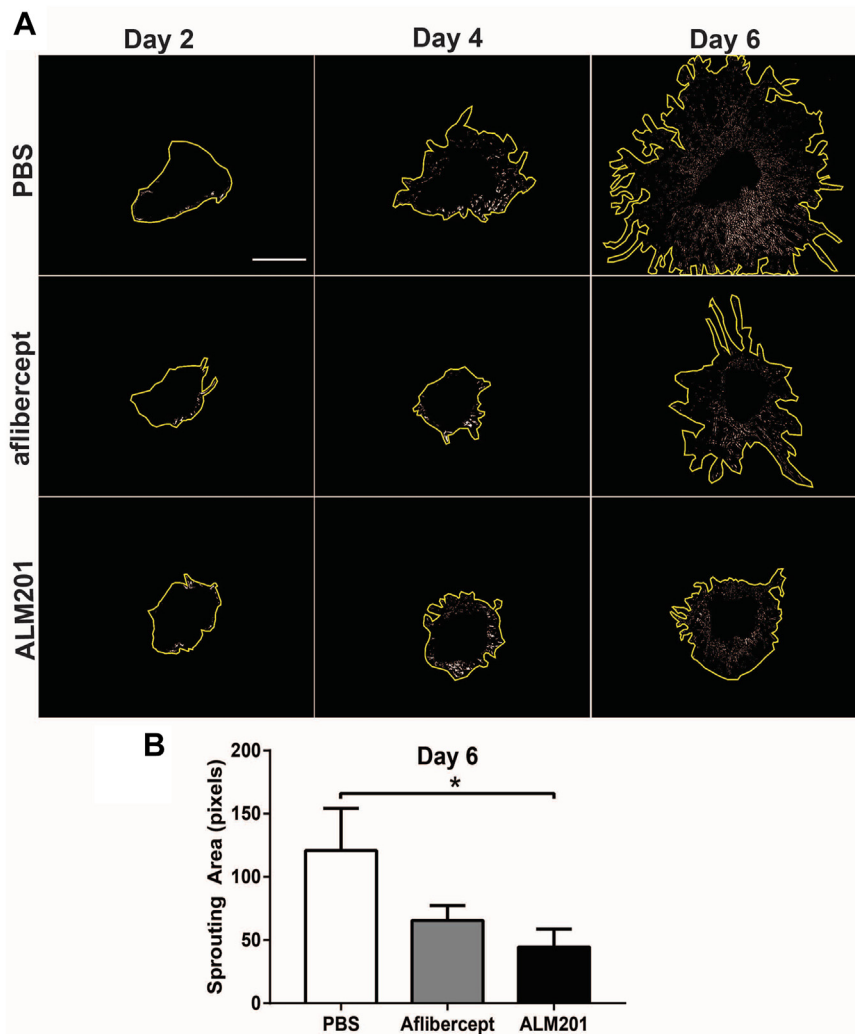 A
Day 2 Day 4 Day 6
PBS
aflibercept
ALM201
B
Day 6
*
Sprouting Area (pixels)
200
150
100
50
0
PBS Aflibercept ALM201